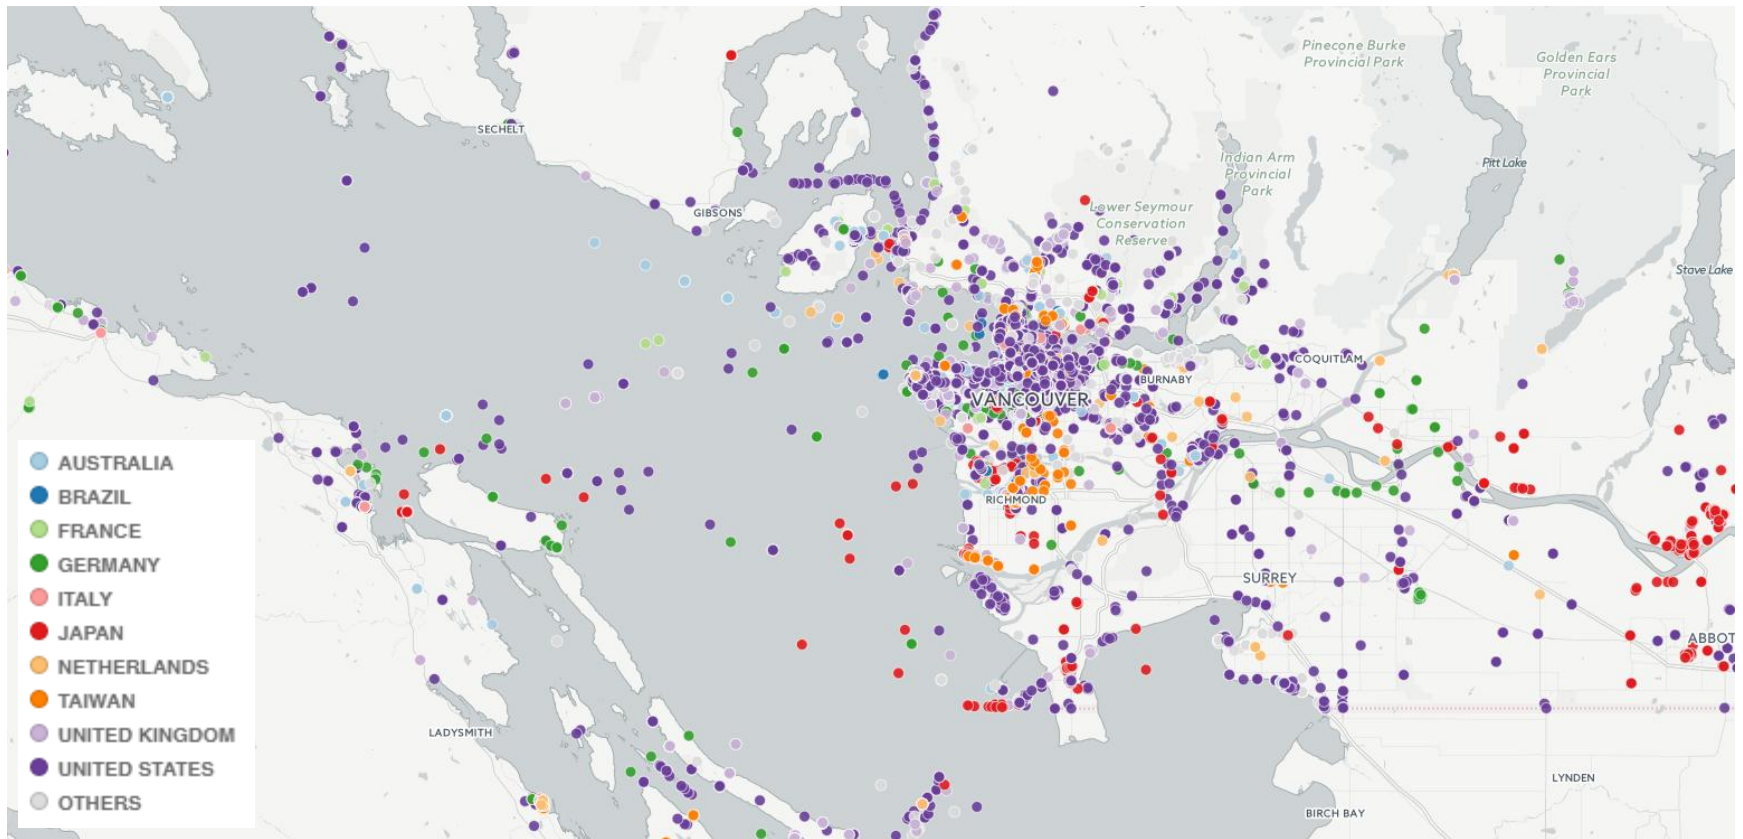 Pinecone Burke
Provincial Park
Golden Ears
Provincial
Park
SECHELT
Indian Arm
Provincial
Park
Pitt Lake
GIBSONS
Lower Seymour
Conservation
Reserve
Stave Lake
COQUITLAM
BURNABY
VANCOUVER
RICHMOND
SURREY
ABBOT
LADYSMITH
LYNDEN
BIRCH BAY
AUSTRALIA
BRAZIL
FRANCE
GERMANY
ITALY
JAPAN
NETHERLANDS
TAIWAN
UNITED KINGDOM
UNITED STATES
OTHERS